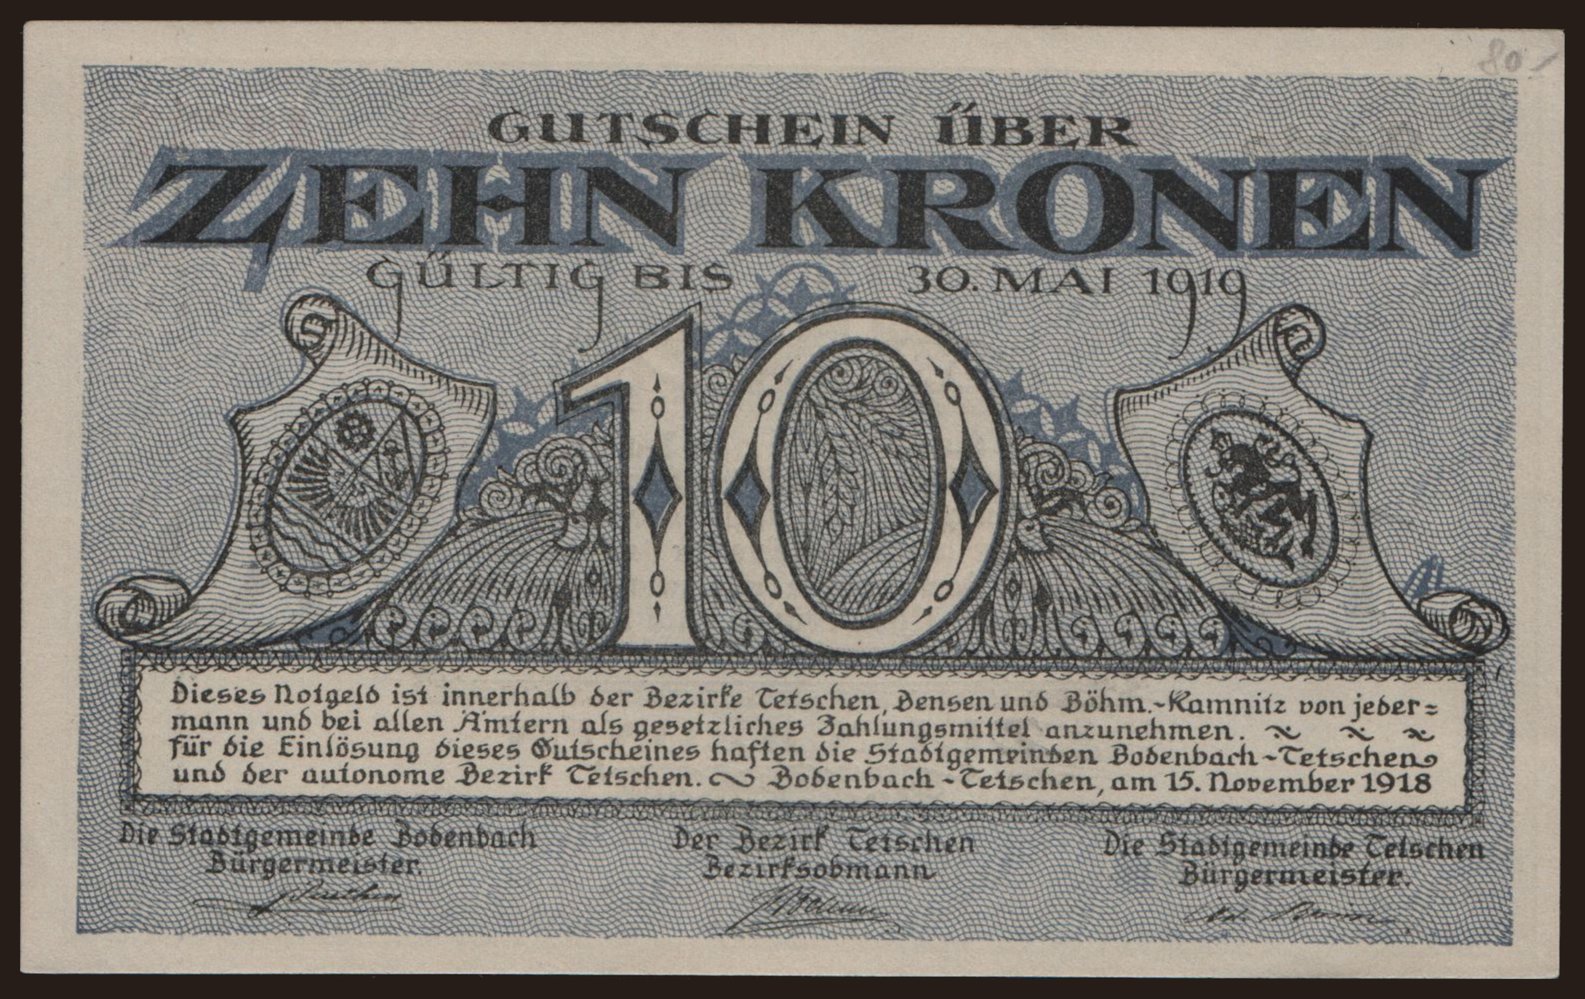 80.-
GUTSCHEIN ÜBER
ZEHN KRONEN
GÜLTIG BIS 30. MAI 1919
10
Dieses Notgeld ist innerhalb der Bezirke Tetschen, Bensen und Böhm.-Kamnitz von jeder=
mann und bei allen Ämtern als gesetzliches Zahlungsmittel anzunehmen.
für die Einlösung dieses Gutscheines haften die Stadtgemeinden Bodenbach-Tetschen
und der autonome Bezirk Tetschen. Bodenbach-Tetschen, am 15. November 1918
Die Stadtgemeinde Bodenbach Der Bezirk Tetschen Die Stadtgemeinde Tetschen
Bürgermeister. Bezirksobmann Bürgermeister.